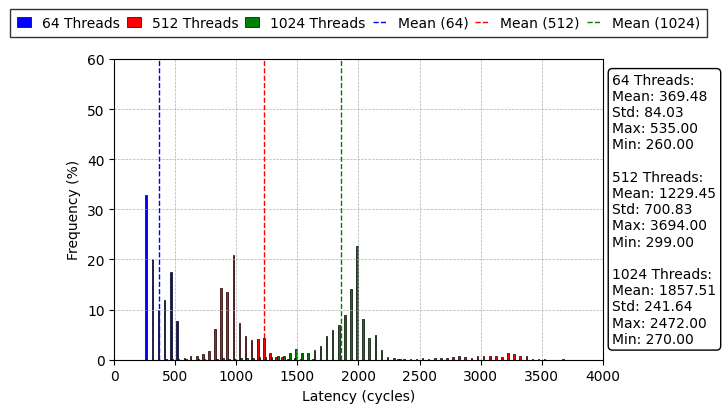 64 Threads 512 Threads 1024 Threads Mean (64) Mean (512) Mean (1024)
60
50
40
30
20
10
0
Frequency (%)
0 500 1000 1500 2000 2500 3000 3500 4000
Latency (cycles)
64 Threads:
Mean: 369.48
Std: 84.03
Max: 535.00
Min: 260.00
512 Threads:
Mean: 1229.45
Std: 700.83
Max: 3694.00
Min: 299.00
1024 Threads:
Mean: 1857.51
Std: 241.64
Max: 2472.00
Min: 270.00